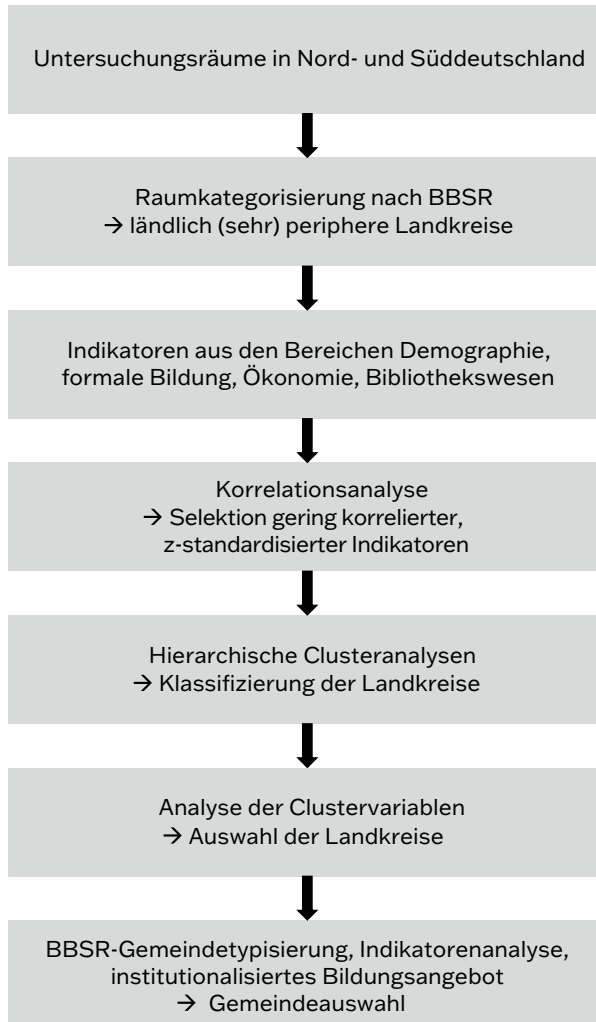 Untersuchungsräume in Nord- und Süddeutschland
Raumkategorisierung nach BBSR
→ ländlich (sehr) periphere Landkreise
Indikatoren aus den Bereichen Demographie,
formale Bildung, Ökonomie, Bibliothekswesen
Korrelationsanalyse
→ Selektion gering korrelierter,
z-standardisierter Indikatoren
Hierarchische Clusteranalysen
→ Klassifizierung der Landkreise
Analyse der Clustervariablen
→ Auswahl der Landkreise
BBSR-Gemeindetypisierung, Indikatorenanalyse,
institutionalisiertes Bildungsangebot
→ Gemeindeauswahl